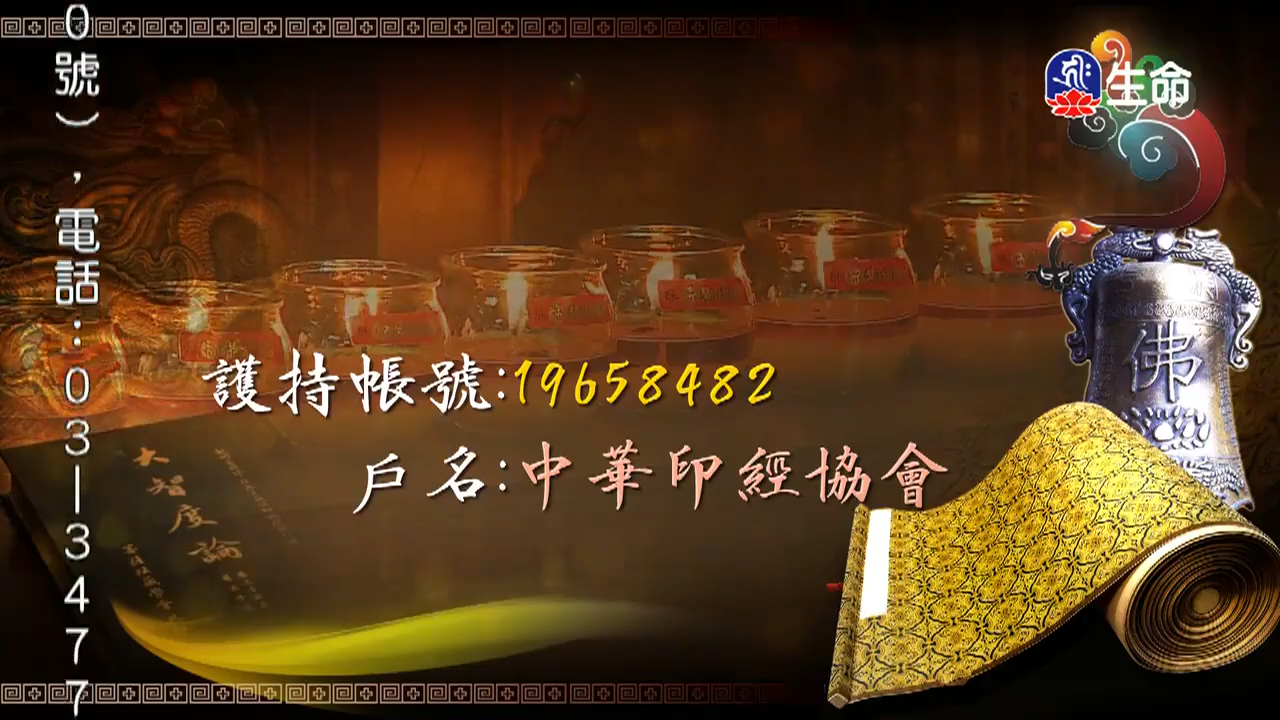 0號),電話:03-3477
生命
佛
護持帳號:19658482
戶名:中華印經協會
大智度論